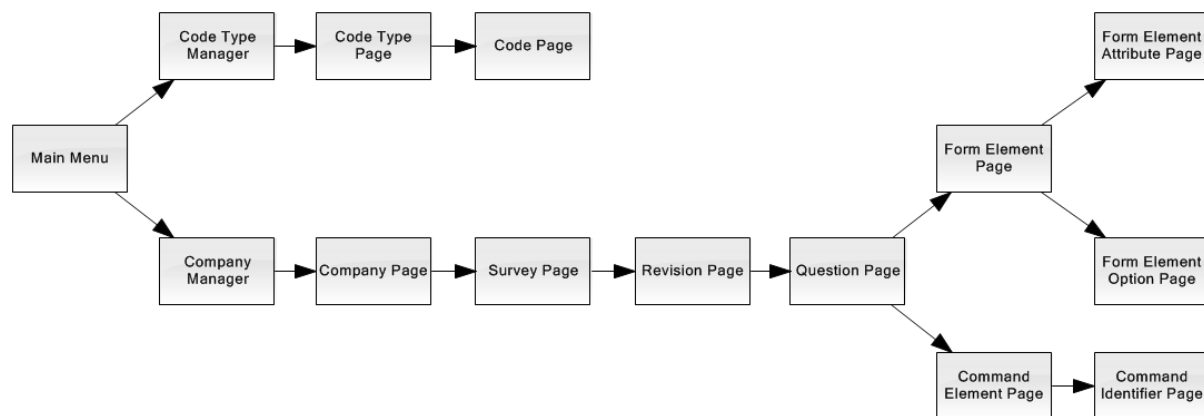 Code Type
Manager
Code Type
Page
Code Page
Form Element
Attribute Page
Main Menu
Form Element
Page
Company
Manager
Company Page
Survey Page
Revision Page
Question Page
Form Element
Option Page
Command
Element Page
Command
Identifier Page